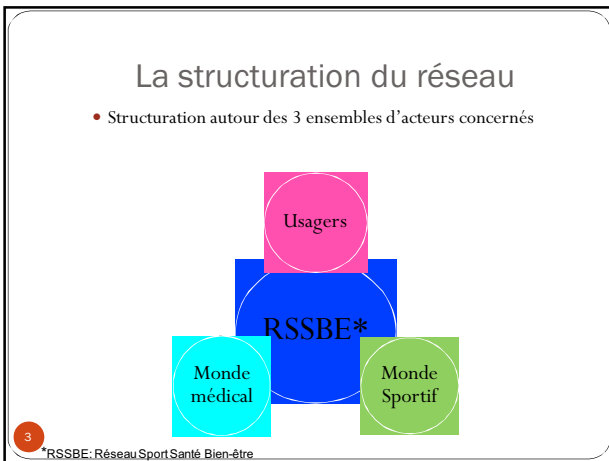 La structuration du réseau
• Structuration autour des 3 ensembles d'acteurs concernés
Usagers
RSSBE*
Monde
médical
Monde
Sportif
3
*RSSBE: Réseau Sport Santé Bien-être